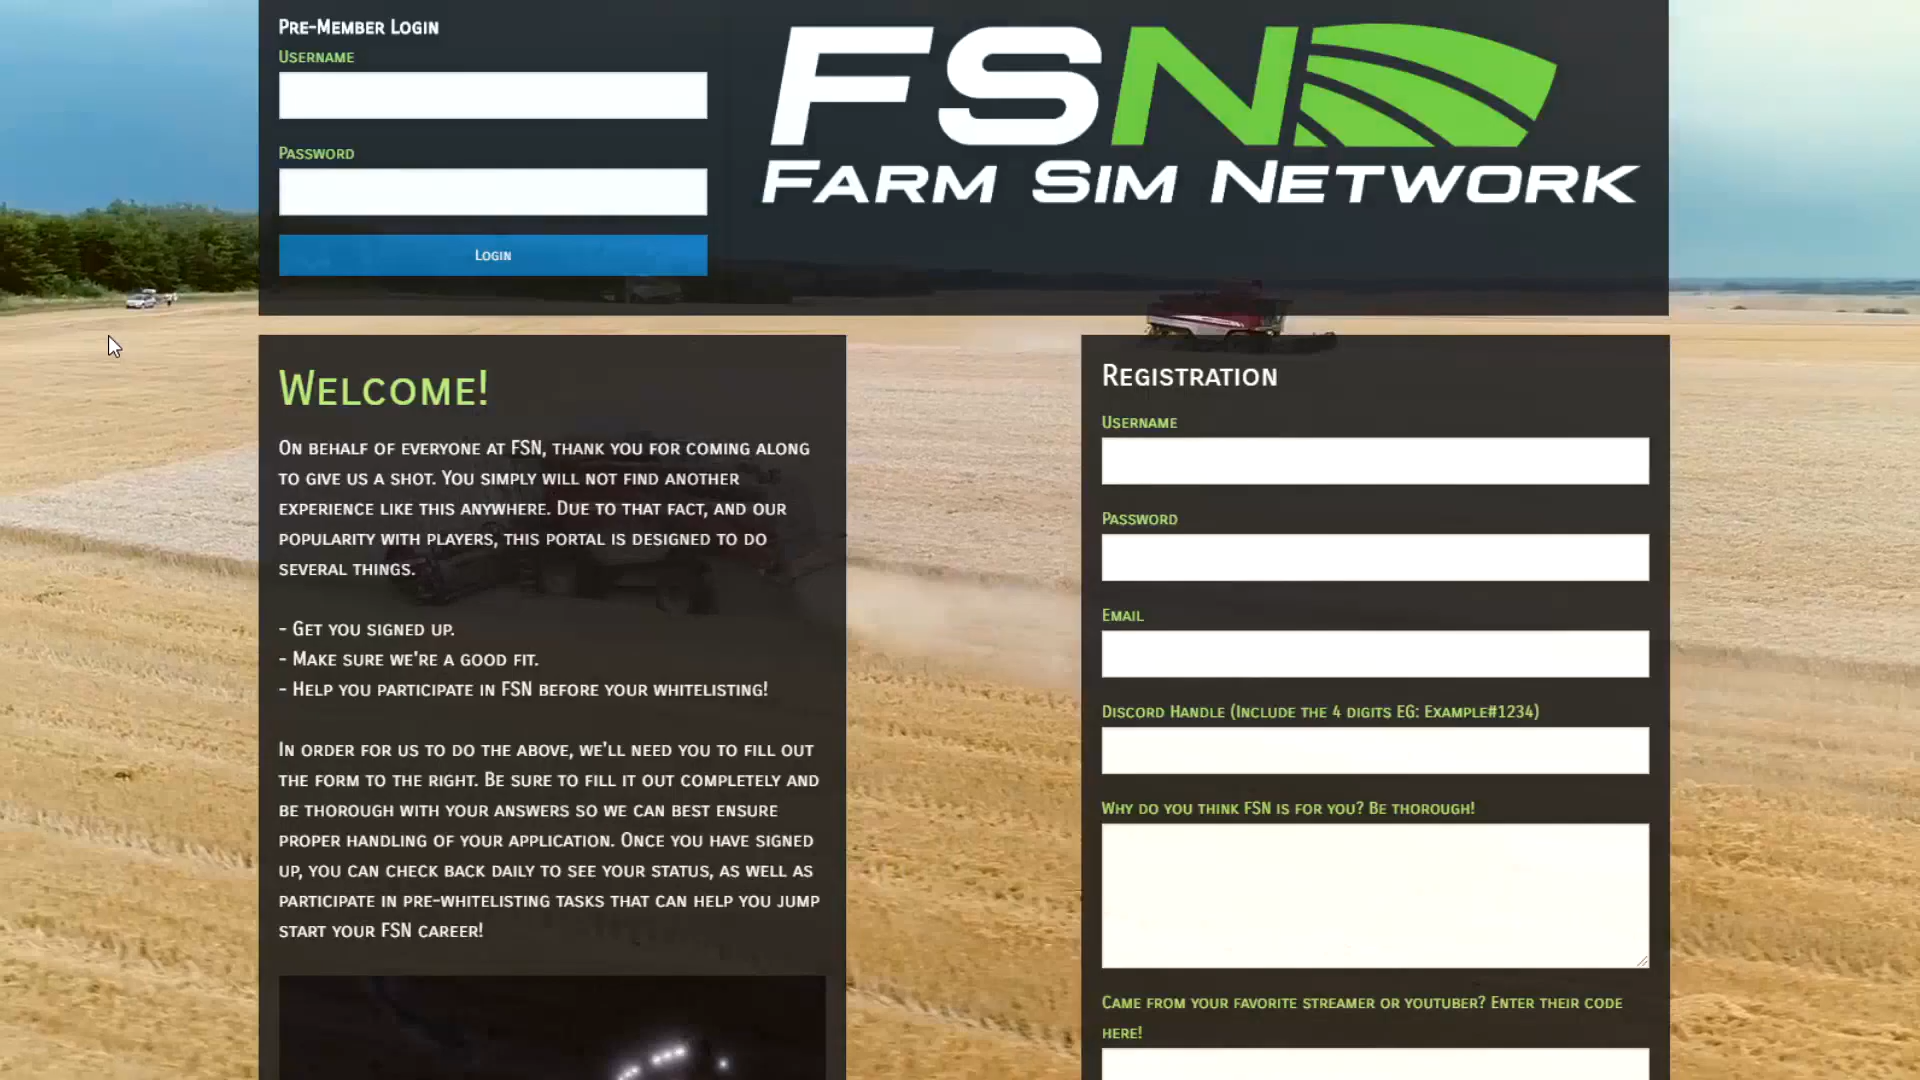 Pre-Member Login
Username
Password
Login
FSN
Farm Sim Network
Welcome!
On behalf of everyone at FSN, thank you for coming along
to give us a shot. You simply will not find another
experience like this anywhere. Due to that fact, and our
popularity with players, this portal is designed to do
several things.
- Get you signed up.
- Make sure we're a good fit.
- Help you participate in FSN before your whitelisting!
In order for us to do the above, we'll need you to fill out
the form to the right. Be sure to fill it out completely and
be thorough with your answers so we can best ensure
proper handling of your application. Once you have signed
up, you can check back daily to see your status, as well as
participate in pre-whitelisting tasks that can help you jump
start your FSN career!
Registration
Username
Password
Email
Discord Handle (Include the 4 digits EG: Example#1234)
Why do you think FSN is for you? Be thorough!
Came from your favorite streamer or youtuber? Enter their code
here!